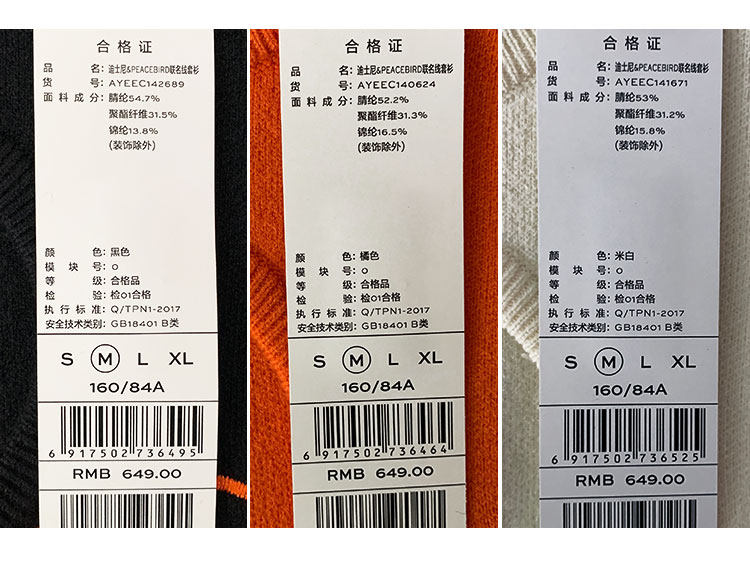 合格证
品名：迪士尼&PEACEBIRD联名线套衫
货号：AYEEC142689
面料成分：腈纶54.7%
聚酯纤维31.5%
锦纶13.8%
(装饰除外)
颜色：黑色
模块号：0
等级：合格品
检验：检01合格
执行标准：Q/TPN1-2017
安全技术类别：GB18401 B类
S M L XL
160/84A
6 917502 736495
RMB 649.00
合格证
品名：迪士尼&PEACEBIRD联名线套衫
货号：AYEEC140624
面料成分：腈纶52.2%
聚酯纤维31.3%
锦纶16.5%
(装饰除外)
颜色：橘色
模块号：0
等级：合格品
检验：检01合格
执行标准：Q/TPN1-2017
安全技术类别：GB18401 B类
S M L XL
160/84A
6 917502 736464
RMB 649.00
合格证
品名：迪士尼&PEACEBIRD联名线套衫
货号：AYEEC141671
面料成分：腈纶53%
聚酯纤维31.2%
锦纶15.8%
(装饰除外)
颜色：米白
模块号：0
等级：合格品
检验：检01合格
执行标准：Q/TPN1-2017
安全技术类别：GB18401 B类
S M L XL
160/84A
6 917502 736525
RMB 649.00